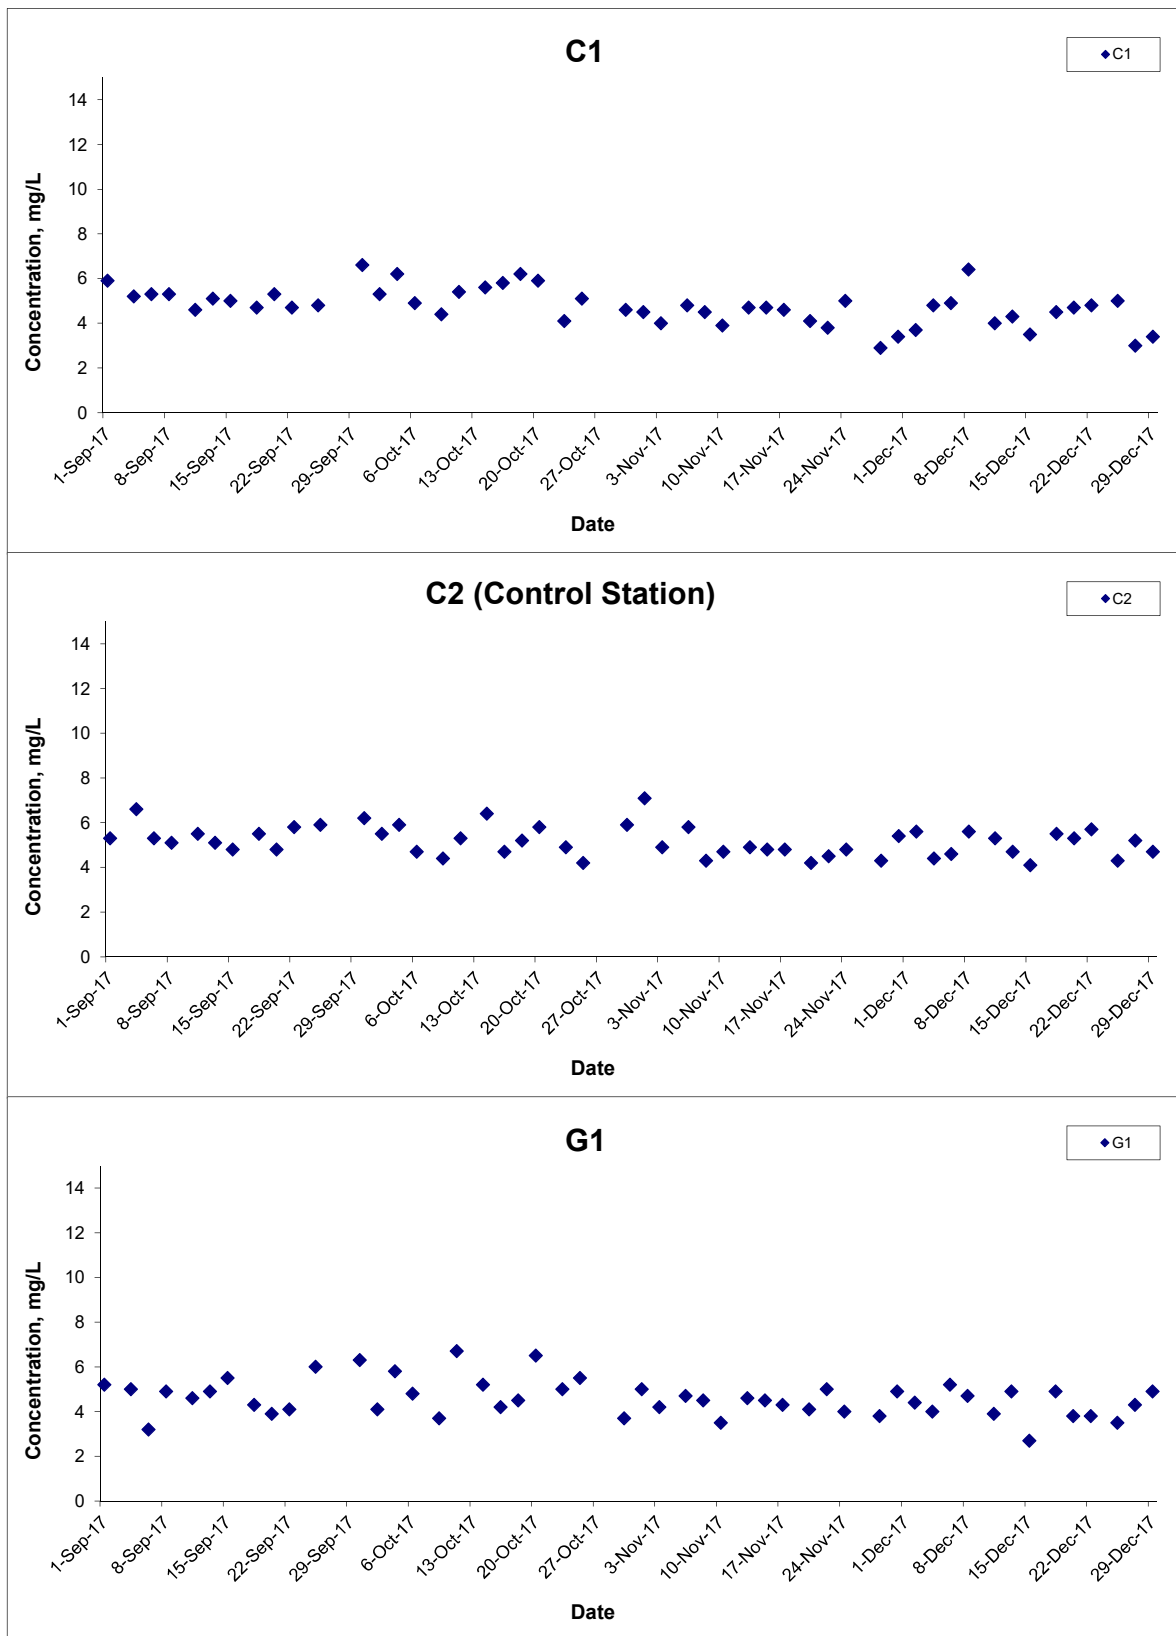 C1
C1
14
12
10
8
6
4
2
0
Concentration, mg/L
1-Sep-17 8-Sep-17 15-Sep-17 22-Sep-17 29-Sep-17 6-Oct-17 13-Oct-17 20-Oct-17 27-Oct-17 3-Nov-17 10-Nov-17 17-Nov-17 24-Nov-17 1-Dec-17 8-Dec-17 15-Dec-17 22-Dec-17 29-Dec-17
Date
C2 (Control Station)
C2
14
12
10
8
6
4
2
0
Concentration, mg/L
1-Sep-17 8-Sep-17 15-Sep-17 22-Sep-17 29-Sep-17 6-Oct-17 13-Oct-17 20-Oct-17 27-Oct-17 3-Nov-17 10-Nov-17 17-Nov-17 24-Nov-17 1-Dec-17 8-Dec-17 15-Dec-17 22-Dec-17 29-Dec-17
Date
G1
G1
14
12
10
8
6
4
2
0
Concentration, mg/L
1-Sep-17 8-Sep-17 15-Sep-17 22-Sep-17 29-Sep-17 6-Oct-17 13-Oct-17 20-Oct-17 27-Oct-17 3-Nov-17 10-Nov-17 17-Nov-17 24-Nov-17 1-Dec-17 8-Dec-17 15-Dec-17 22-Dec-17 29-Dec-17
Date